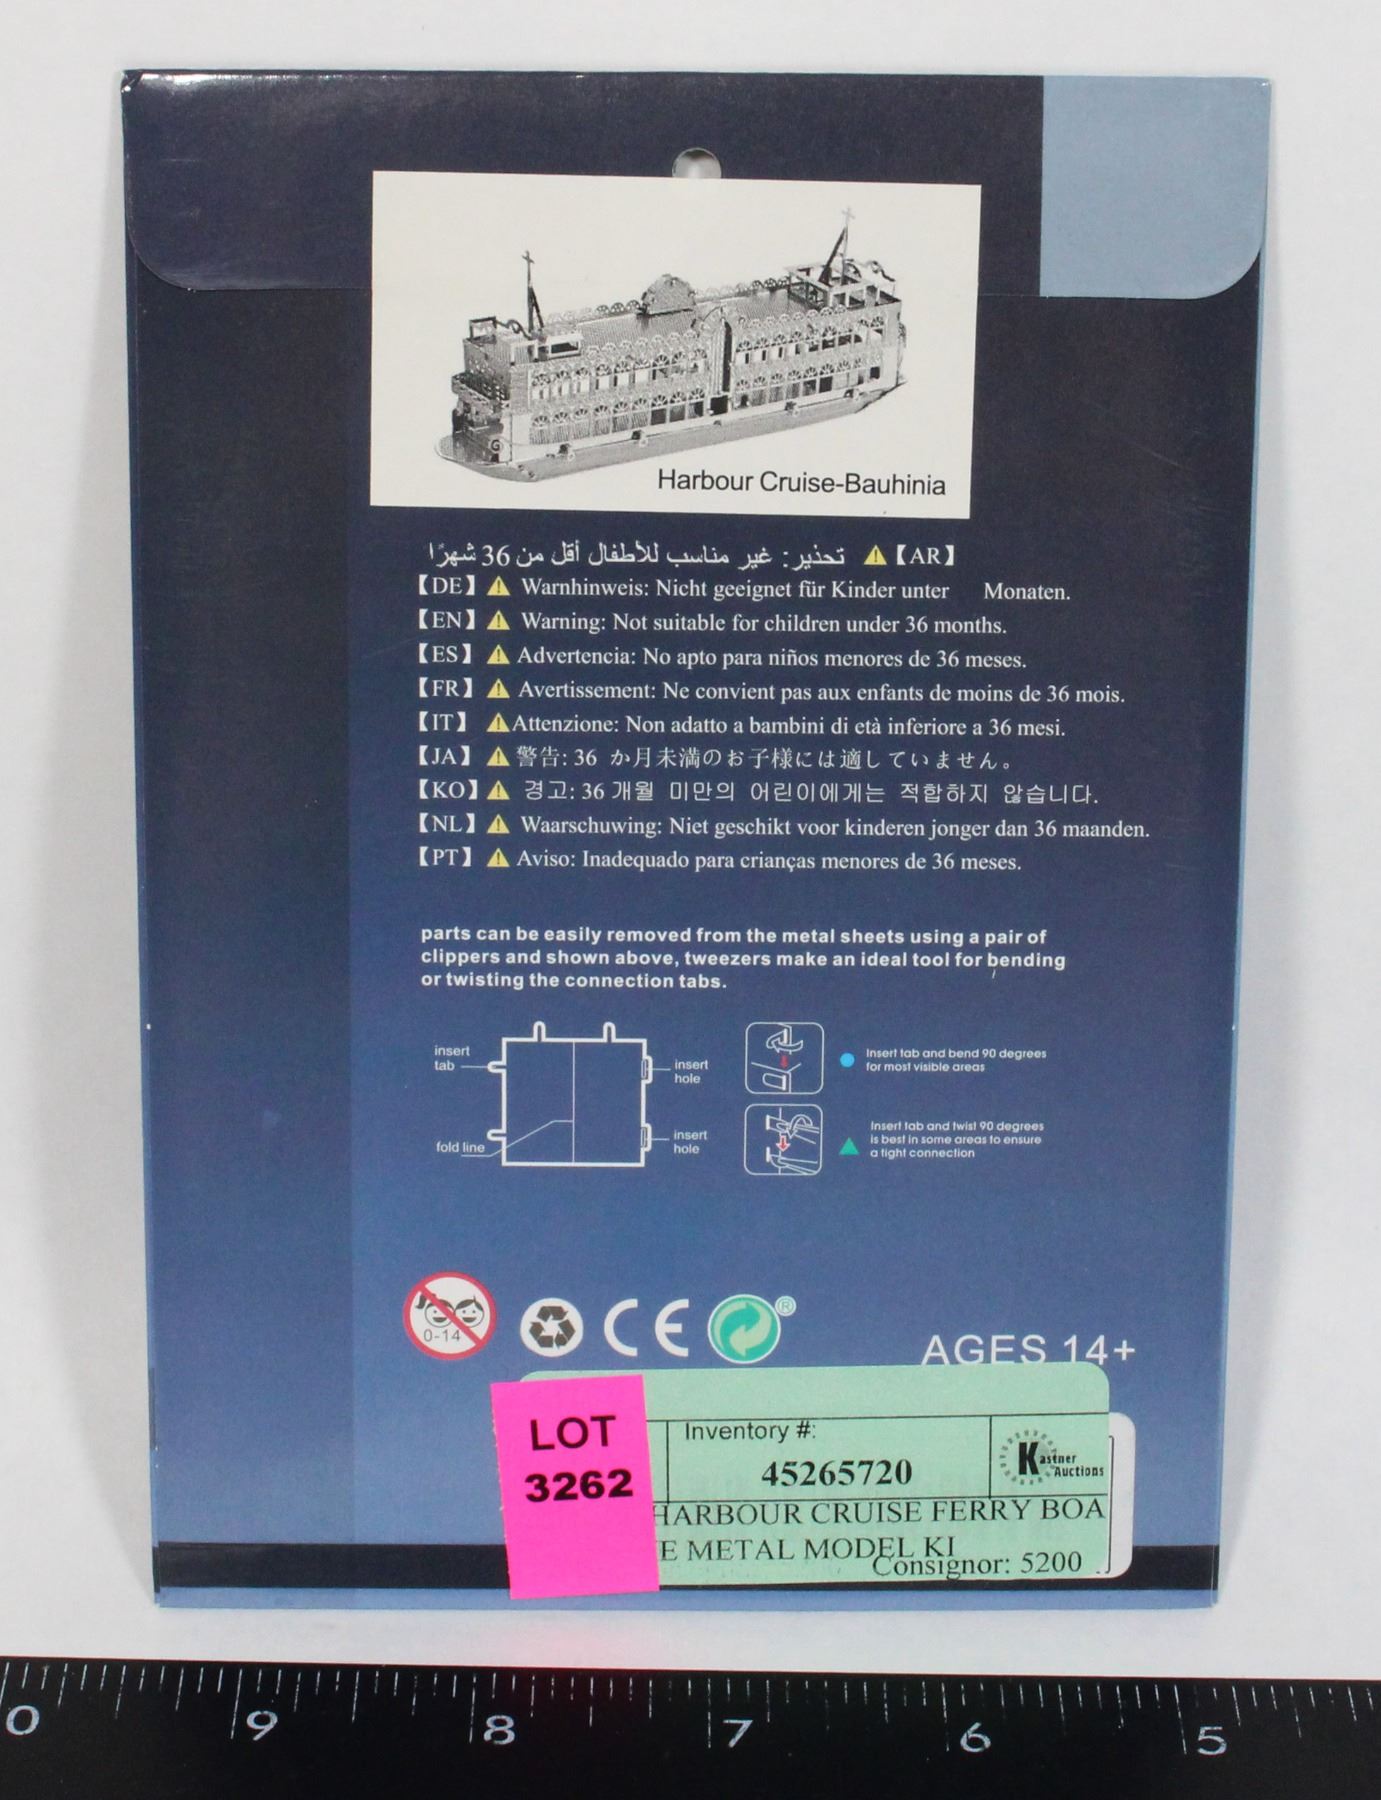 Harbour Cruise-Bauhinia
تحذير: غير مناسب للأطفال أقل من 36 شهرًا ⚠【AR】
【DE】⚠ Warnhinweis: Nicht geeignet für Kinder unter Monaten.
【EN】⚠ Warning: Not suitable for children under 36 months.
【ES】⚠ Advertencia: No apto para niños menores de 36 meses.
【FR】⚠ Avertissement: Ne convient pas aux enfants de moins de 36 mois.
【IT】⚠Attenzione: Non adatto a bambini di età inferiore a 36 mesi.
【JA】⚠ 警告: 36 か月未満のお子様には適していません。
【KO】⚠ 경고: 36 개월 미만의 어린이에게는 적합하지 않습니다.
【NL】⚠ Waarschuwing: Niet geschikt voor kinderen jonger dan 36 maanden.
【PT】⚠ Aviso: Inadequado para crianças menores de 36 meses.
parts can be easily removed from the metal sheets using a pair of
clippers and shown above, tweezers make an ideal tool for bending
or twisting the connection tabs.
insert
tab
insert
hole
fold line
insert
hole
Insert tab and bend 90 degrees
for most visible areas
Insert tab and twist 90 degrees
is best in some areas to ensure
a tight connection
0-14
CE
®
AGES 14+
LOT
3262
Inventory #:
45265720
Kastner
Auctions
HARBOUR CRUISE FERRY BOA
E METAL MODEL KI
Consignor: 5200
0 9 8 7 6 5